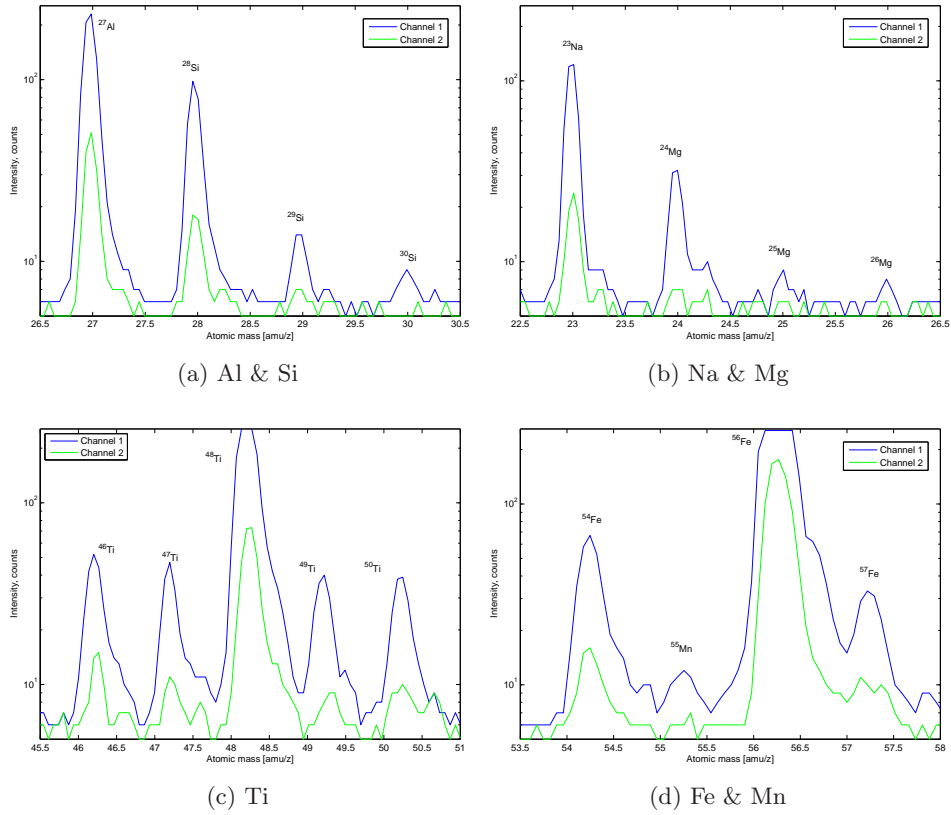 ²⁷Al
²⁸Si
²⁹Si
³⁰Si
Channel 1
Channel 2
10²
10¹
Intensity, counts
26.5 27 27.5 28 28.5 29 29.5 30 30.5
Atomic mass [amu/z]
(a) Al & Si
²³Na
²⁴Mg
²⁵Mg
²⁶Mg
Channel 1
Channel 2
10²
10¹
Intensity, counts
22.5 23 23.5 24 24.5 25 25.5 26 26.5
Atomic mass [amu/z]
(b) Na & Mg
Channel 1
Channel 2
⁴⁸Ti
⁴⁶Ti
⁴⁷Ti
⁴⁹Ti
⁵⁰Ti
10²
10¹
Intensity, counts
45.5 46 46.5 47 47.5 48 48.5 49 49.5 50 50.5 51
Atomic mass [amu/z]
(c) Ti
⁵⁶Fe
⁵⁴Fe
⁵⁷Fe
⁵⁵Mn
Channel 1
Channel 2
10²
10¹
Intensity, counts
53.5 54 54.5 55 55.5 56 56.5 57 57.5 58
Atomic mass [amu/z]
(d) Fe & Mn